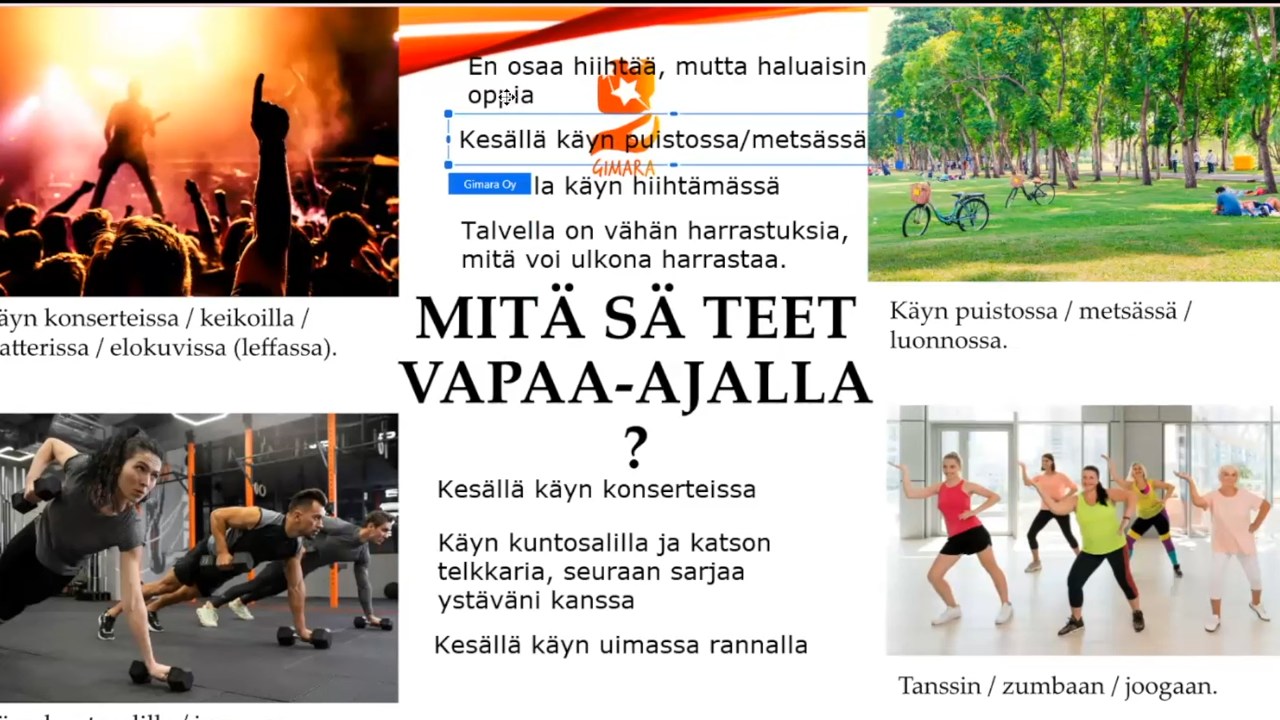 En osaa hiihtää, mutta haluaisin
oppia
Kesällä käyn puistossa/metsässä
GIMARA
Gimara Oy
la käyn hiihtämässä
Talvella on vähän harrastuksia,
mitä voi ulkona harrastaa.
MITÄ SÄ TEET
VAPAA-AJALLA
?
äyn konserteissa / keikoilla /
atterissa / elokuvissa (leffassa).
Käyn puistossa / metsässä /
luonnossa.
Kesällä käyn konserteissa
Käyn kuntosalilla ja katson
telkkaria, seuraan sarjaa
ystäväni kanssa
Kesällä käyn uimassa rannalla
Tanssin / zumbaan / joogaan.